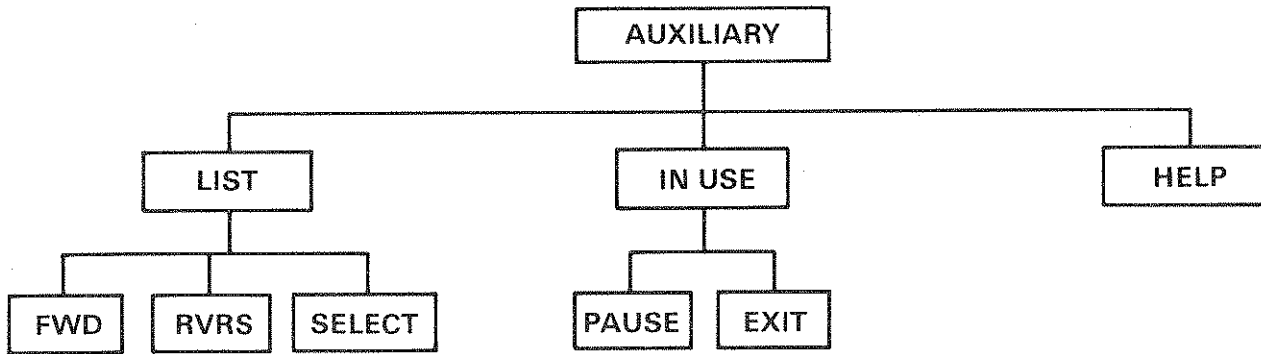 AUXILIARY
LIST
IN USE
HELP
FWD
RVRS
SELECT
PAUSE
EXIT